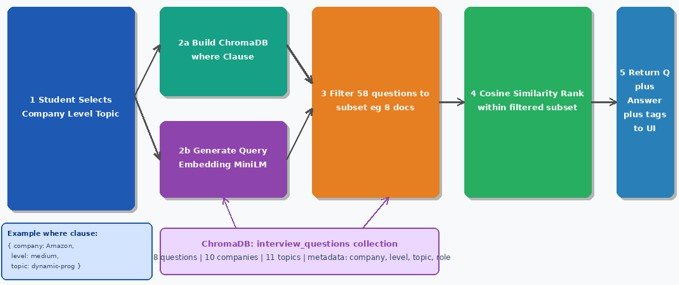 1 Student Selects
Company Level Topic
2a Build ChromaDB
where Clause
2b Generate Query
Embedding MiniLM
3 Filter 58 questions to
subset eg 8 docs
4 Cosine Similarity Rank
within filtered subset
5 Return Q
plus
Answer
plus tags
to UI
Example where clause:
{ company: Amazon,
level: medium,
topic: dynamic-prog }
ChromaDB: interview_questions collection
8 questions | 10 companies | 11 topics | metadata: company, level, topic, role